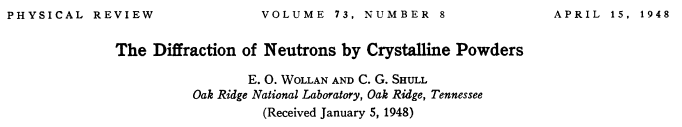 PHYSICAL REVIEW VOLUME 73, NUMBER 8 APRIL 15, 1948
The Diffraction of Neutrons by Crystalline Powders
E. O. WOLLAN AND C. G. SHULL
Oak Ridge National Laboratory, Oak Ridge, Tennessee
(Received January 5, 1948)